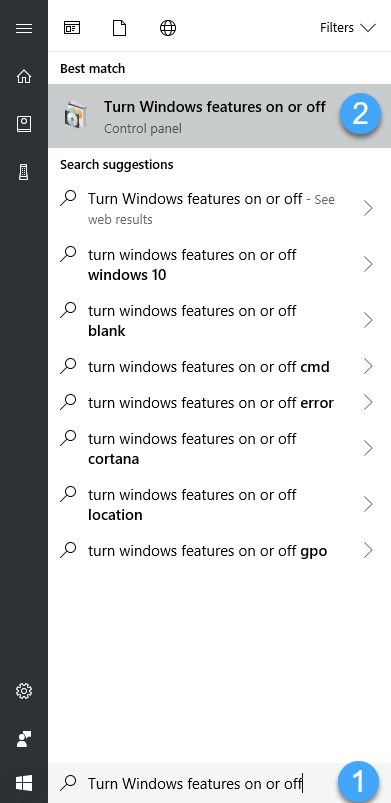 Filters
Best match
Turn Windows features on or off
Control panel
2
Search suggestions
Turn Windows features on or off - See
web results
turn windows features on or off
windows 10
turn windows features on or off
blank
turn windows features on or off cmd
turn windows features on or off error
turn windows features on or off
cortana
turn windows features on or off
location
turn windows features on or off gpo
Turn Windows features on or off
1